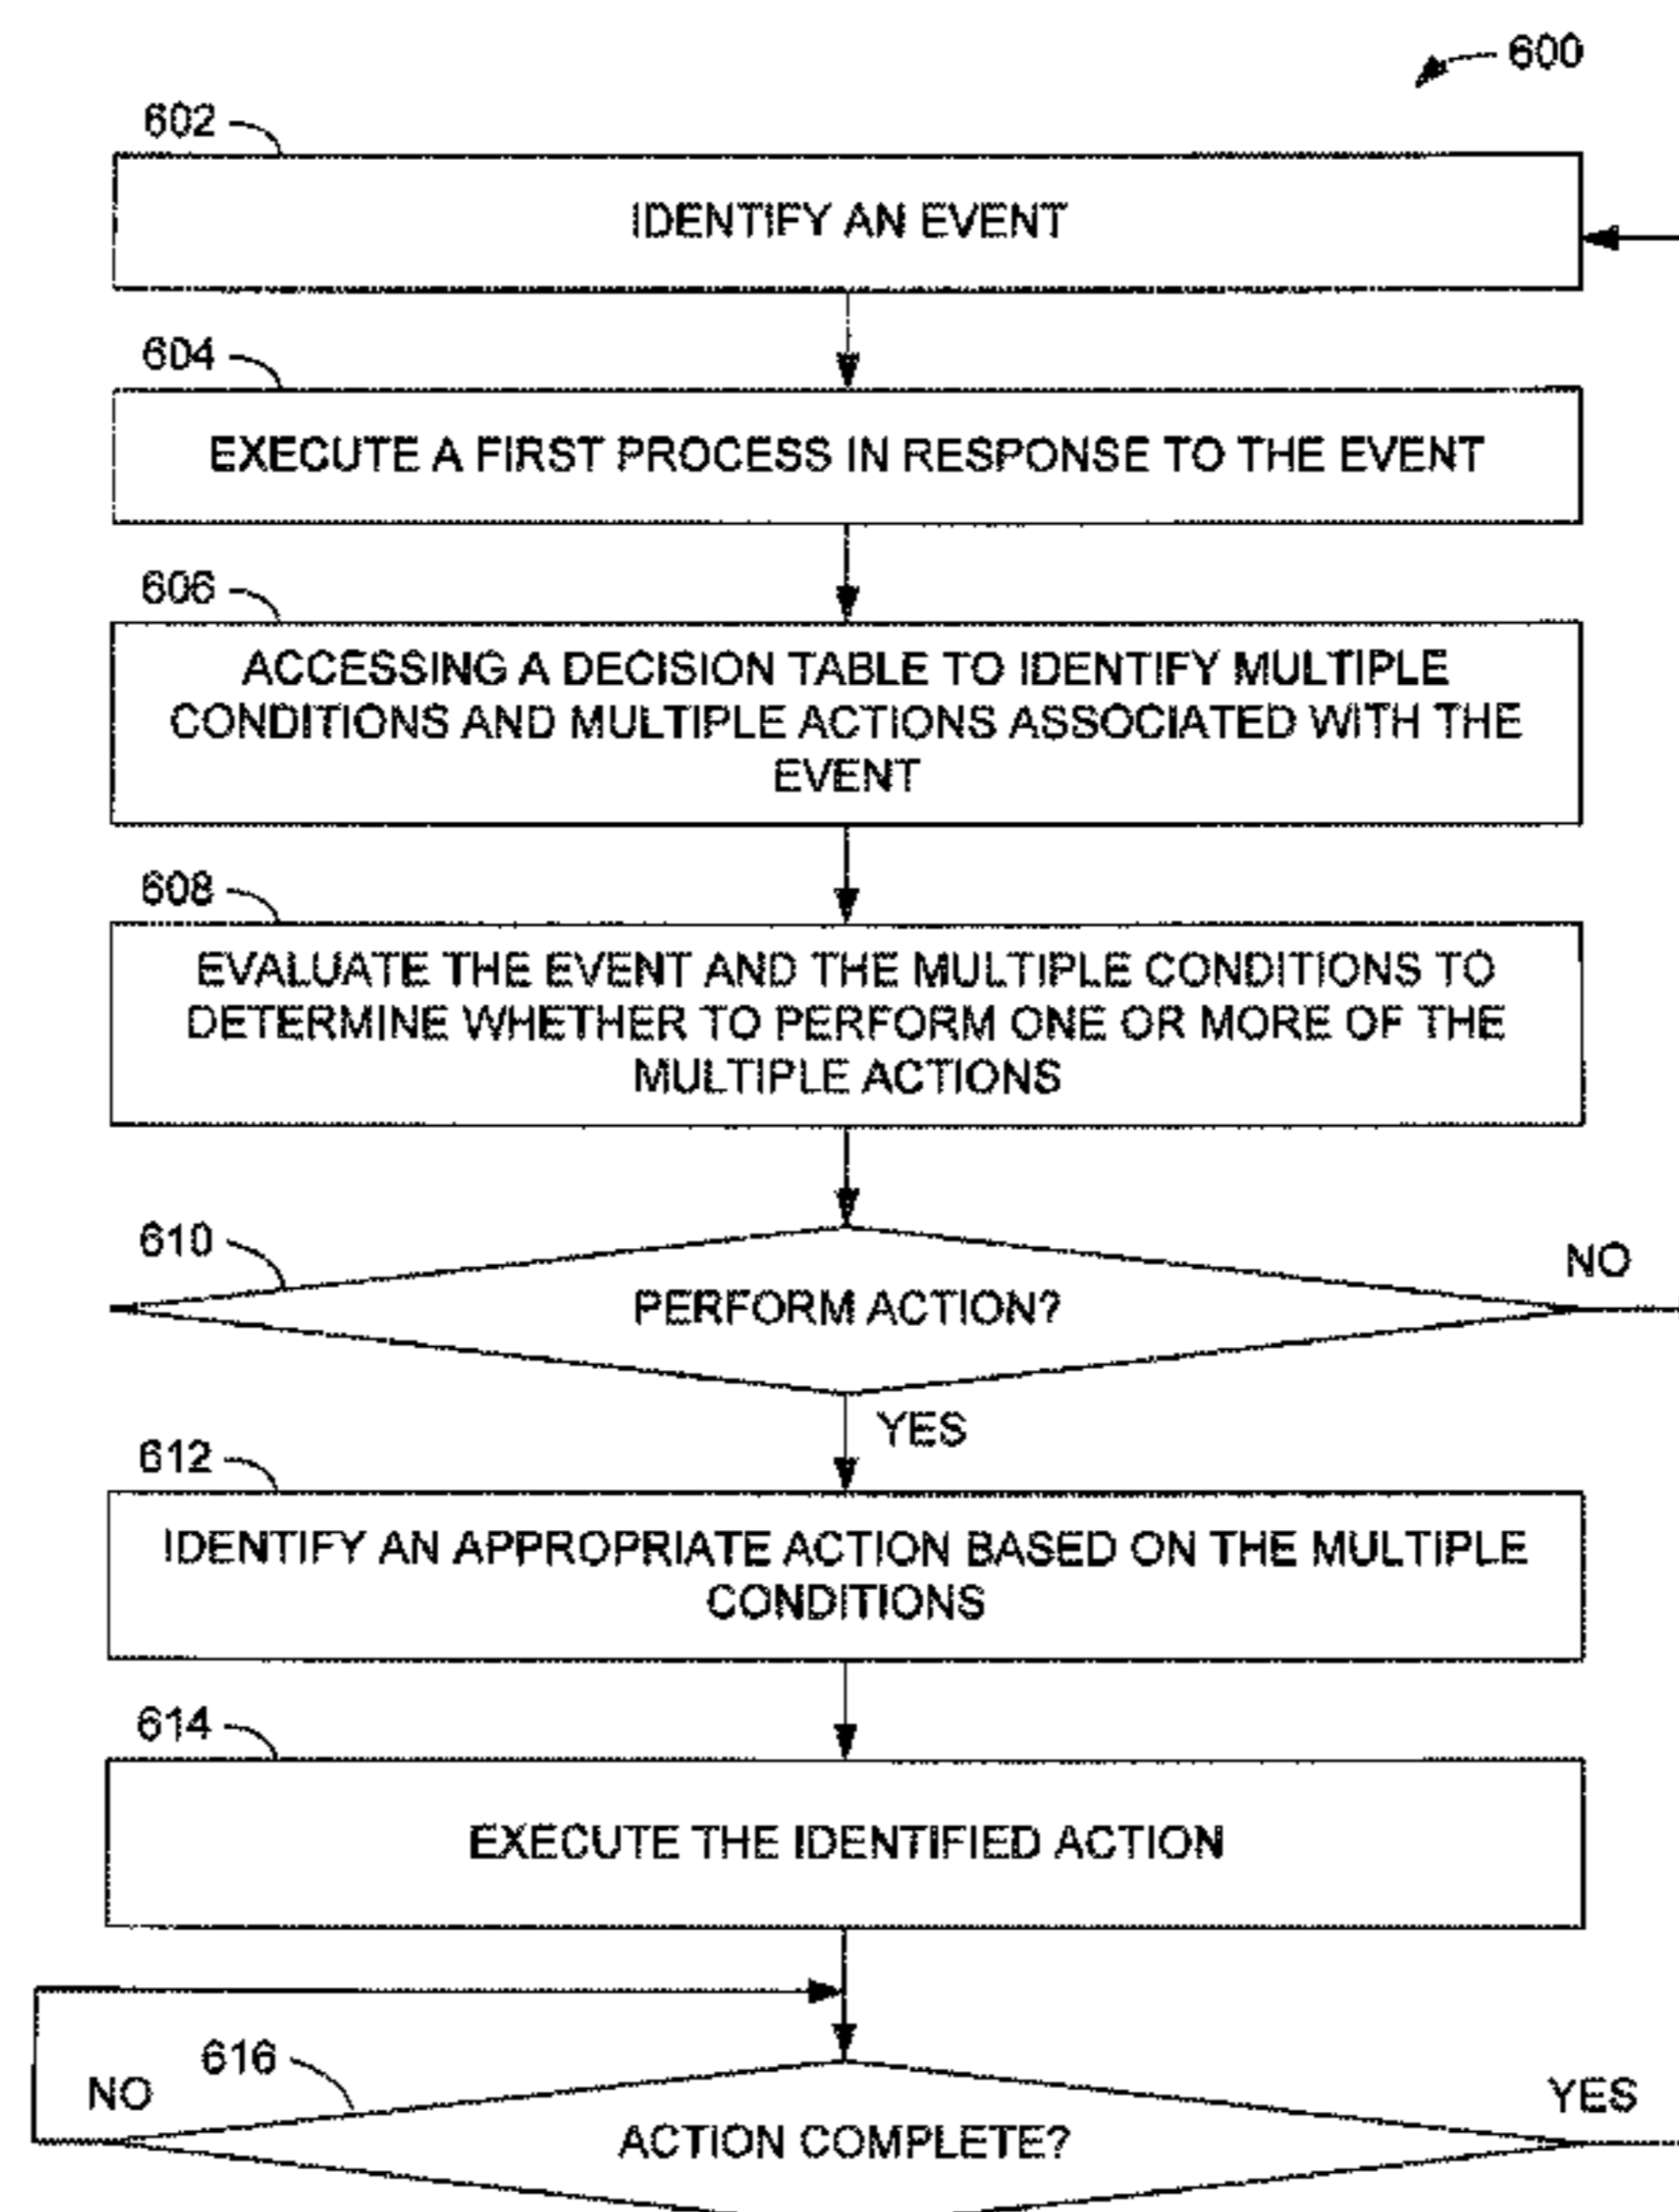 600
602
IDENTIFY AN EVENT
604
EXECUTE A FIRST PROCESS IN RESPONSE TO THE EVENT
606
ACCESSING A DECISION TABLE TO IDENTIFY MULTIPLE
CONDITIONS AND MULTIPLE ACTIONS ASSOCIATED WITH THE
EVENT
608
EVALUATE THE EVENT AND THE MULTIPLE CONDITIONS TO
DETERMINE WHETHER TO PERFORM ONE OR MORE OF THE
MULTIPLE ACTIONS
610
NO
PERFORM ACTION?
YES
612
IDENTIFY AN APPROPRIATE ACTION BASED ON THE MULTIPLE
CONDITIONS
614
EXECUTE THE IDENTIFIED ACTION
616
NO
YES
ACTION COMPLETE?